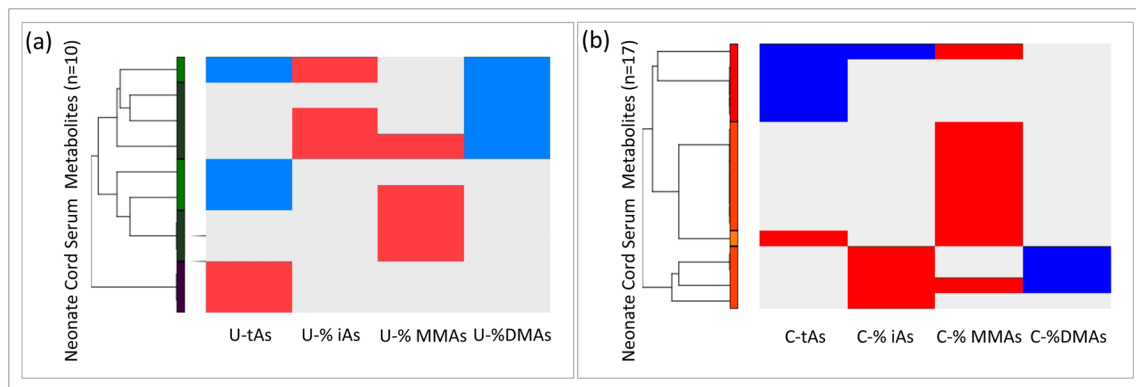 (a)
Neonate Cord Serum Metabolites (n=10)
U-tAs U-% iAs U-% MMAs U-%DMAs
(b)
Neonate Cord Serum Metabolites (n=17)
C-tAs C-% iAs C-% MMAs C-%DMAs